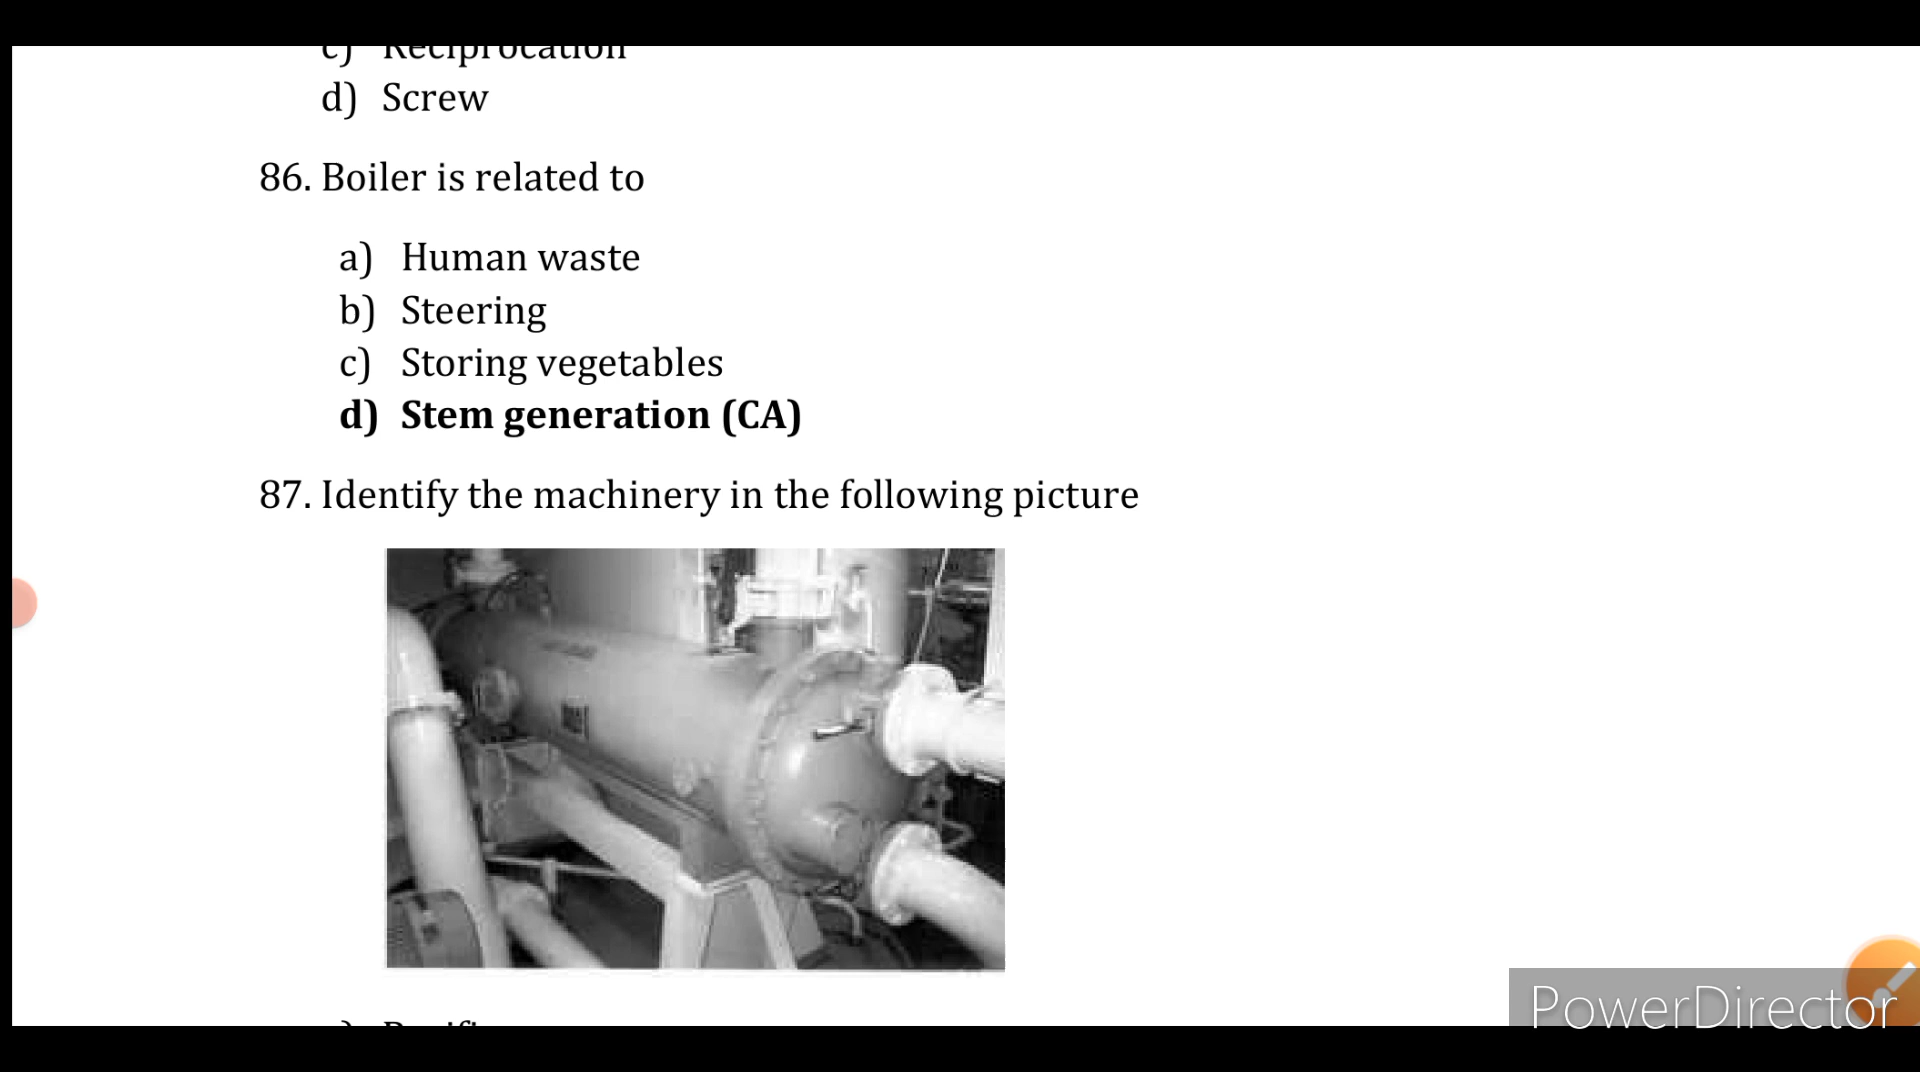 c) Reciprocation
d) Screw
86. Boiler is related to
a) Human waste
b) Steering
c) Storing vegetables
d) Stem generation (CA)
87. Identify the machinery in the following picture
PowerDirector